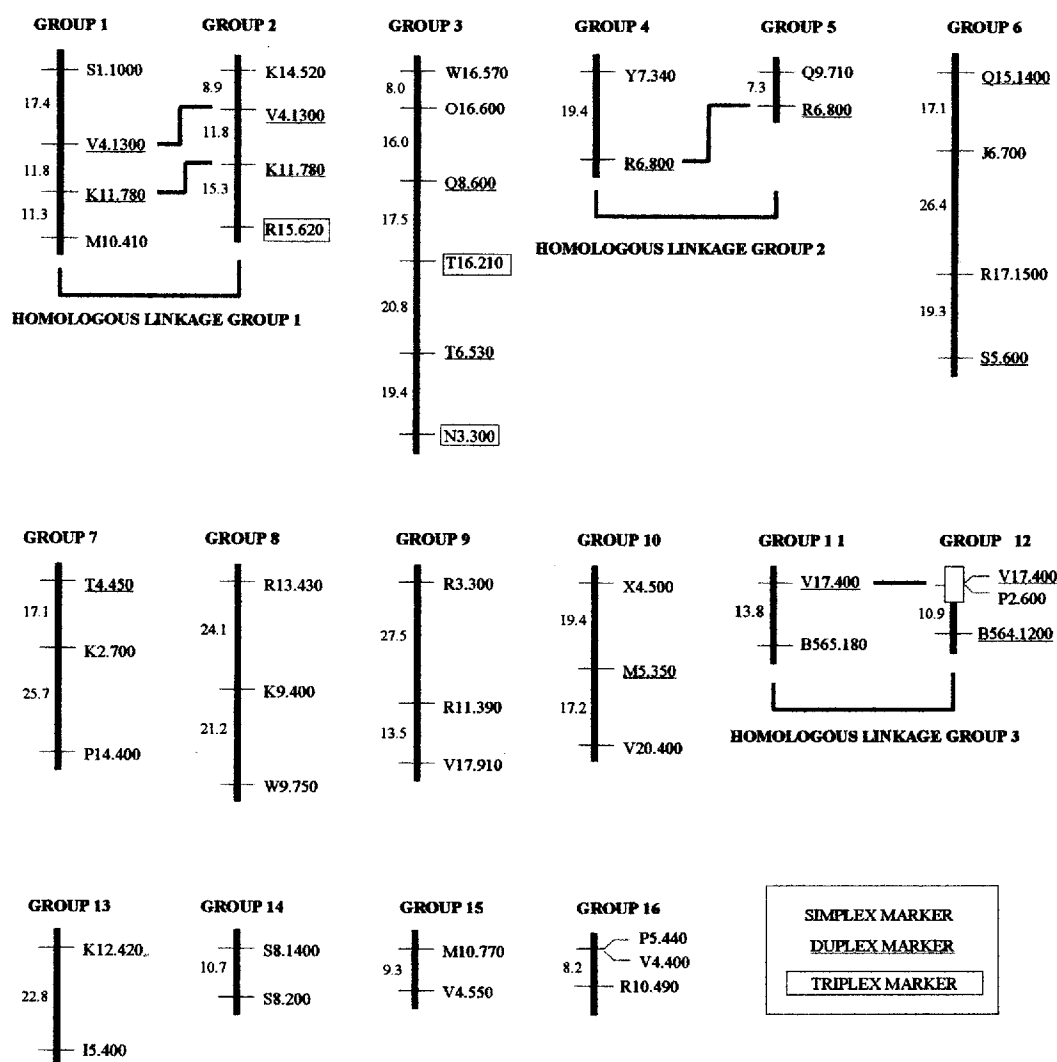 GROUP 1
S1.1000
17.4
V4.1300
11.8
K11.780
11.3
M10.410
GROUP 2
K14.520
8.9
V4.1300
11.8
K11.780
15.3
R15.620
HOMOLOGOUS LINKAGE GROUP 1
GROUP 3
W16.570
8.0
O16.600
16.0
Q8.600
17.5
T16.210
20.8
T6.530
19.4
N3.300
GROUP 4
Y7.340
19.4
R6.800
GROUP 5
Q9.710
7.3
R6.800
HOMOLOGOUS LINKAGE GROUP 2
GROUP 6
Q15.1400
17.1
J6.700
26.4
R17.1500
19.3
S5.600
GROUP 7
T4.450
17.1
K2.700
25.7
P14.400
GROUP 8
R13.430
24.1
K9.400
21.2
W9.750
GROUP 9
R3.300
27.5
R11.390
13.5
V17.910
GROUP 10
X4.500
19.4
M5.350
17.2
V20.400
GROUP 1 1
V17.400
13.8
B565.180
GROUP 12
V17.400
P2.600
10.9
B564.1200
HOMOLOGOUS LINKAGE GROUP 3
GROUP 13
K12.420
22.8
I5.400
GROUP 14
S8.1400
10.7
S8.200
GROUP 15
M10.770
9.3
V4.550
GROUP 16
P5.440
V4.400
8.2
R10.490
SIMPLEX MARKER
DUPLEX MARKER
TRIPLEX MARKER